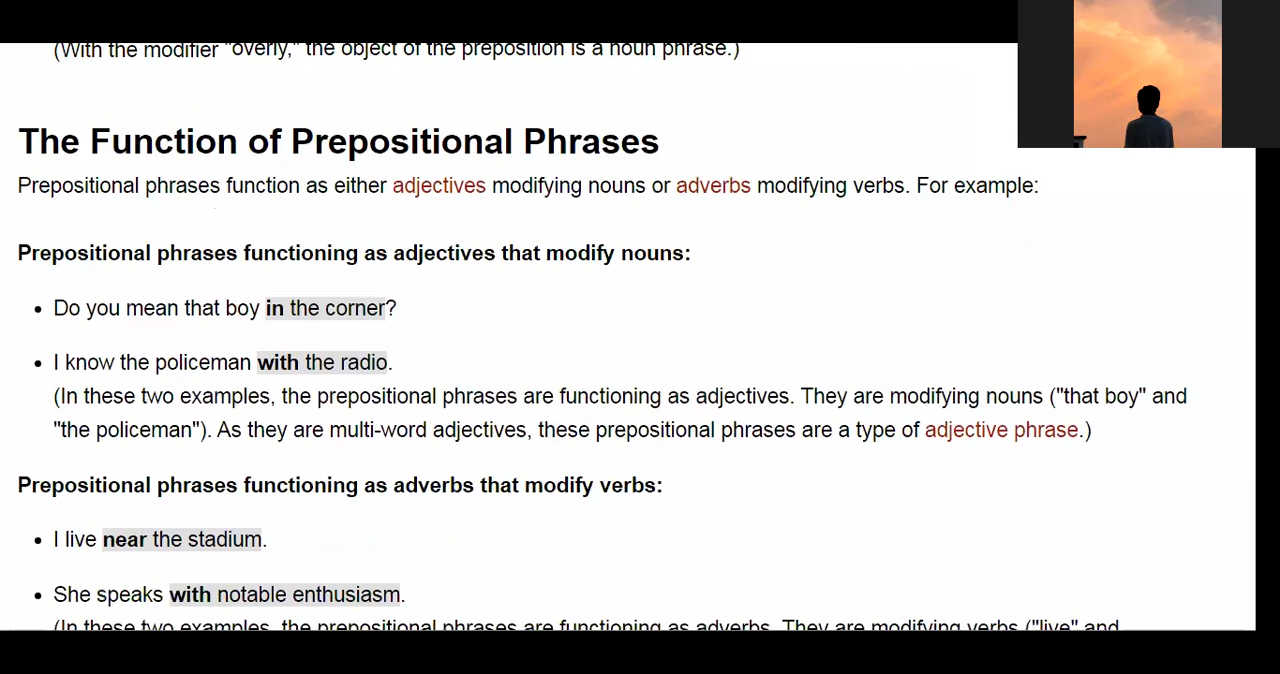 (With the modifier "overly," the object of the preposition is a noun phrase.)
The Function of Prepositional Phrases
Prepositional phrases function as either adjectives modifying nouns or adverbs modifying verbs. For example:
Prepositional phrases functioning as adjectives that modify nouns:
• Do you mean that boy in the corner?
• I know the policeman with the radio.
(In these two examples, the prepositional phrases are functioning as adjectives. They are modifying nouns ("that boy" and
"the policeman"). As they are multi-word adjectives, these prepositional phrases are a type of adjective phrase.)
Prepositional phrases functioning as adverbs that modify verbs:
• I live near the stadium.
• She speaks with notable enthusiasm.
(In these two examples, the prepositional phrases are functioning as adverbs. They are modifying verbs ("live" and